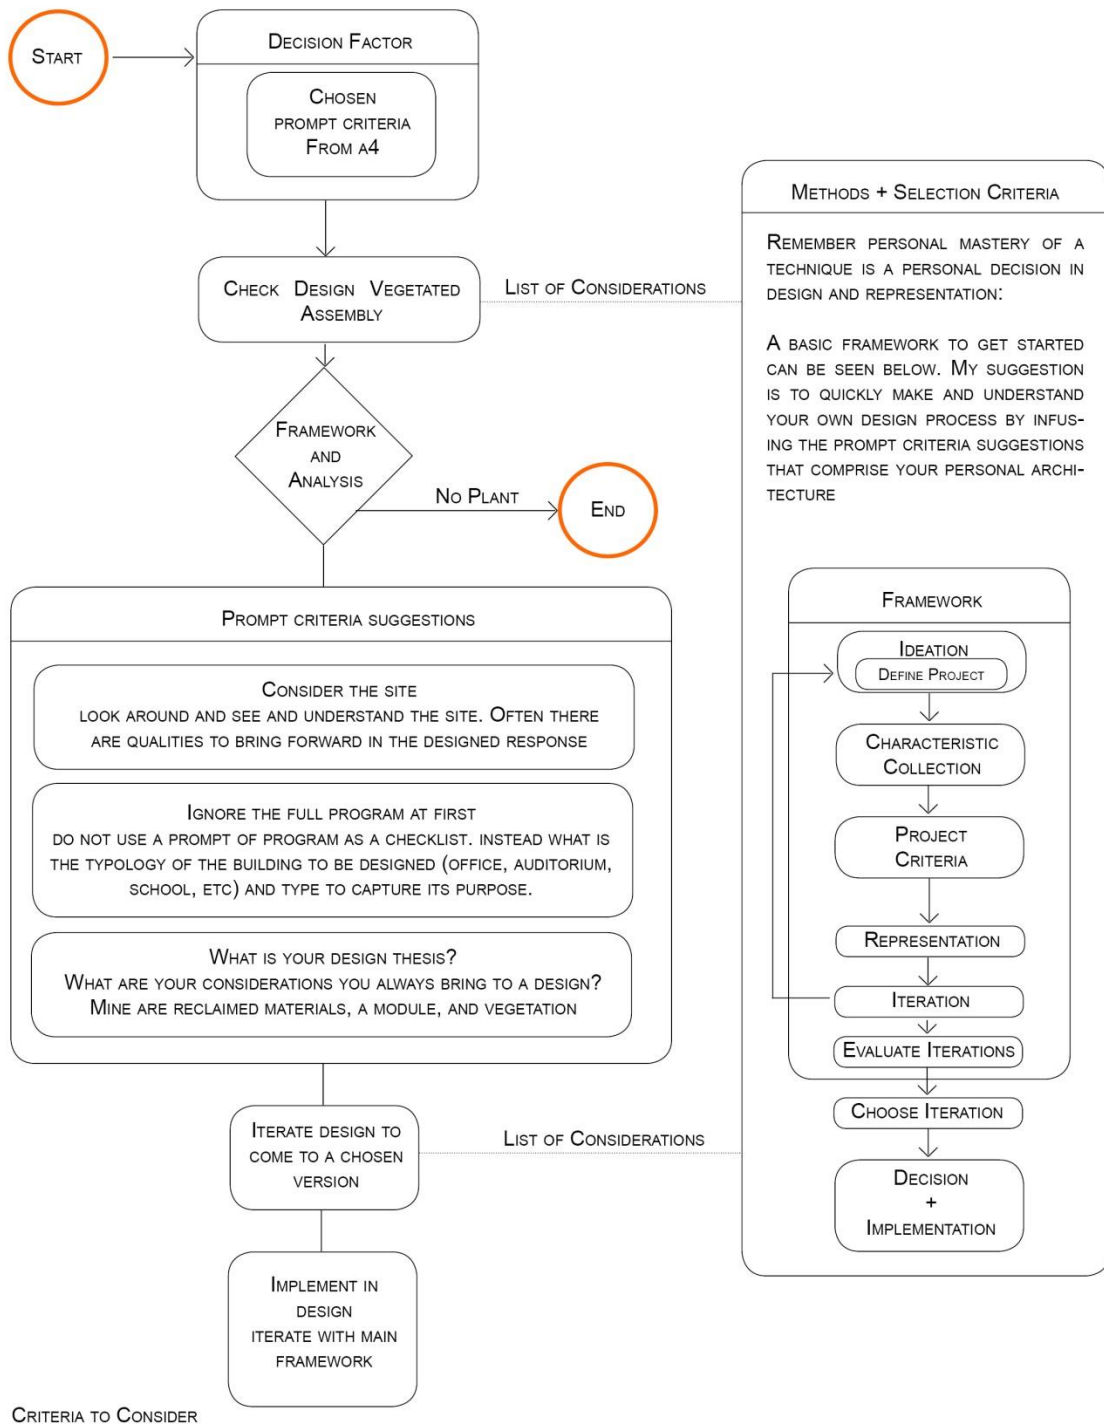 Start
Decision Factor
Chosen
prompt criteria
From a4
Check Design Vegetated
Assembly
List of Considerations
Framework
and
Analysis
No Plant
End
Prompt criteria suggestions
Consider the site
look around and see and understand the site. Often there
are qualities to bring forward in the designed response
Ignore the full program at first
do not use a prompt of program as a checklist. instead what is
the typology of the building to be designed (office, auditorium,
school, etc) and type to capture its purpose.
What is your design thesis?
What are your considerations you always bring to a design?
Mine are reclaimed materials, a module, and vegetation
Iterate design to
come to a chosen
version
List of Considerations
Implement in
design
iterate with main
framework
Methods + Selection Criteria
Remember personal mastery of a
technique is a personal decision in
design and representation:
A basic framework to get started
can be seen below. My suggestion
is to quickly make and understand
your own design process by infus-
ing the prompt criteria suggestions
that comprise your personal archi-
tecture
Framework
Ideation
Define Project
Characteristic
Collection
Project
Criteria
Representation
Iteration
Evaluate Iterations
Choose Iteration
Decision
+
Implementation
Criteria to Consider